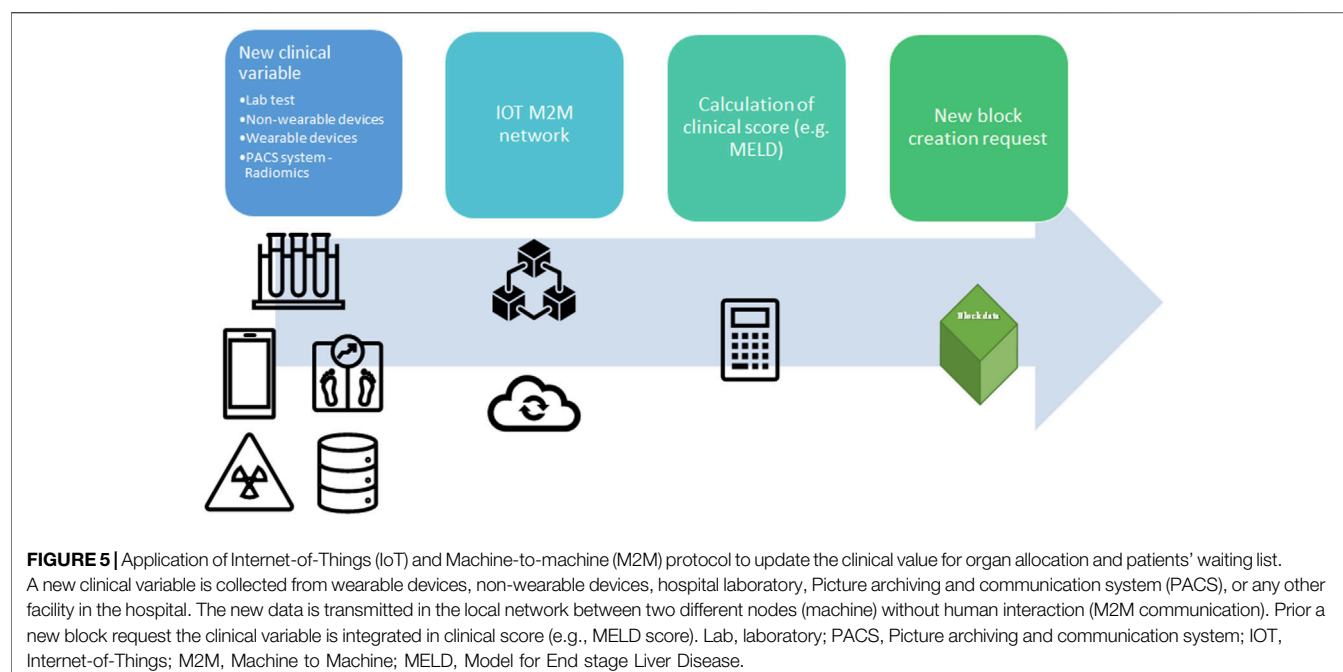 New clinical
variable
•Lab test
•Non-wearable devices
•Wearable devices
•PACS system -
Radiomics
IOT M2M
network
Calculation of
clinical score (e.g.
MELD)
New block
creation request
Block data
FIGURE 5 | Application of Internet-of-Things (IoT) and Machine-to-machine (M2M) protocol to update the clinical value for organ allocation and patients' waiting list.
A new clinical variable is collected from wearable devices, non-wearable devices, hospital laboratory, Picture archiving and communication system (PACS), or any other
facility in the hospital. The new data is transmitted in the local network between two different nodes (machine) without human interaction (M2M communication). Prior a
new block request the clinical variable is integrated in clinical score (e.g., MELD score). Lab, laboratory; PACS, Picture archiving and communication system; IOT,
Internet-of-Things; M2M, Machine to Machine; MELD, Model for End stage Liver Disease.